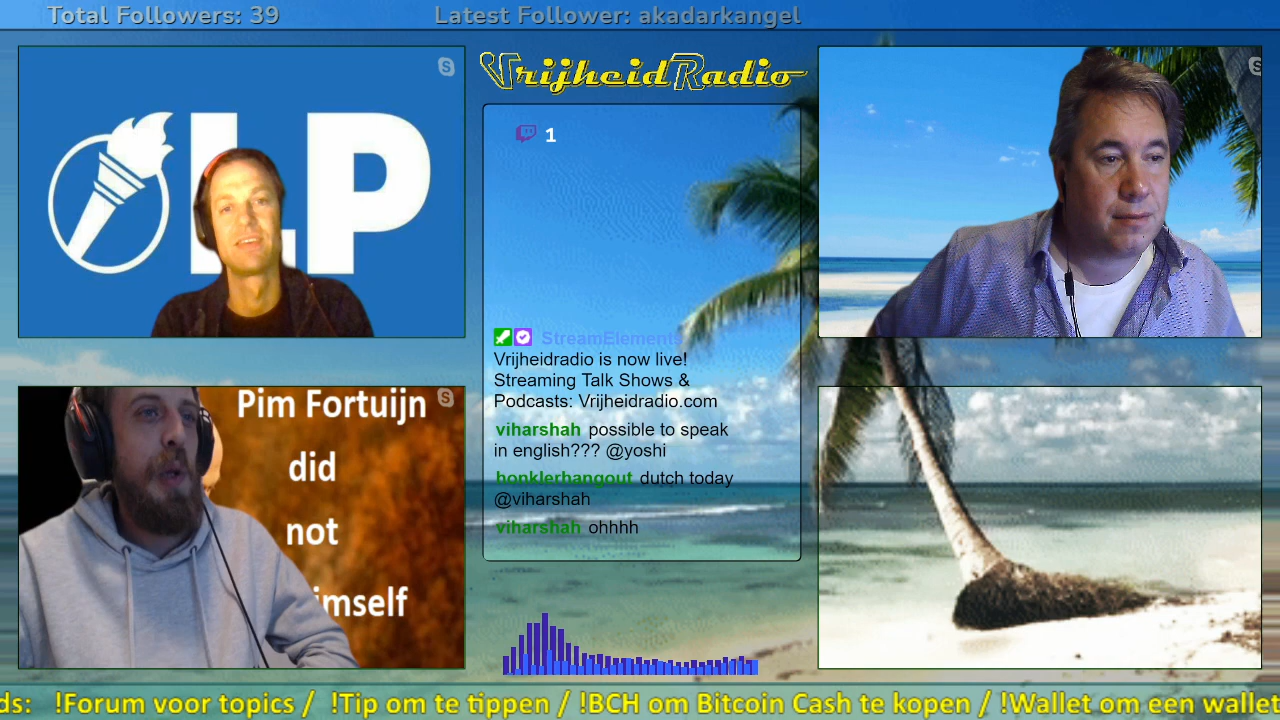 Total Followers: 39
Latest Follower: akadarkangel
VrijheidRadio
LP
1
StreamElements
Vrijheidradio is now live!
Streaming Talk Shows &
Podcasts: Vrijheidradio.com
viharshah possible to speak
in english??? @yoshi
honklerhangout dutch today
@viharshah
viharshah ohhhh
Pim Fortuijn
did
not
imself
ds: !Forum voor topics / !Tip om te tippen / !BCH om Bitcoin Cash te kopen / !Wallet om een wallet